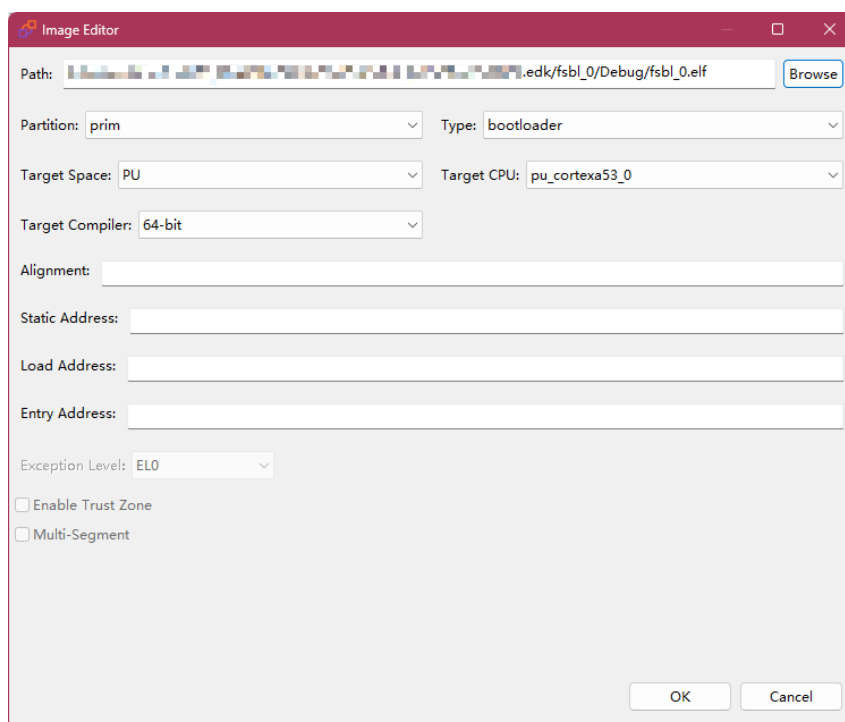 Image Editor
Path: .edk/fsbl_0/Debug/fsbl_0.elf Browse
Partition: prim Type: bootloader
Target Space: PU Target CPU: pu_cortexa53_0
Target Compiler: 64-bit
Alignment:
Static Address:
Load Address:
Entry Address:
Exception Level: EL0
Enable Trust Zone
Multi-Segment
OK Cancel